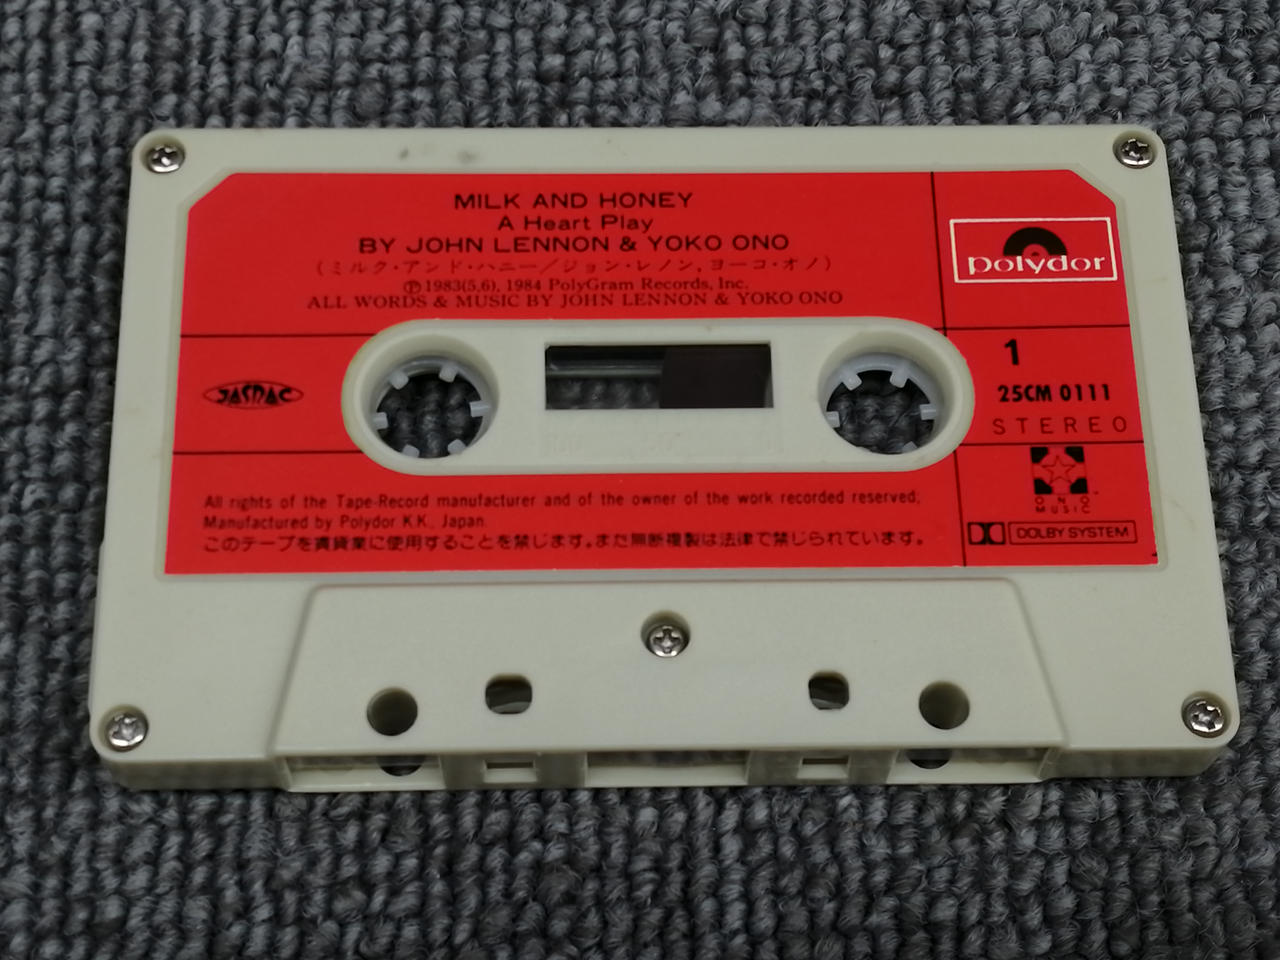 MILK AND HONEY
A Heart Play
BY JOHN LENNON & YOKO ONO
(ミルク・アンド・ハニー／ジョン・レノン,ヨーコ・オノ)
Ⓟ1983(5,6), 1984 PolyGram Records, Inc.
ALL WORDS & MUSIC BY JOHN LENNON & YOKO ONO
polydor
JASRAC
1
25CM 0111
STEREO
ONO
MUSIC
™
DOLBY SYSTEM
All rights of the Tape-Record manufacturer and of the owner of the work recorded reserved;
Manufactured by Polydor K.K., Japan.
このテープを賃貸業に使用することを禁じます。また無断複製は法律で禁じられています。